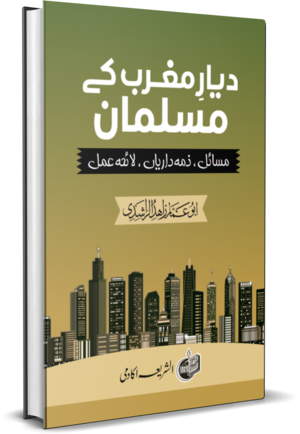 دیارِ مغرب کے
مسلمان
مسائل، ذمہ داریاں، لائحہ عمل
ابوعمار زاہد الراشدی
الشریعہ اکادمی